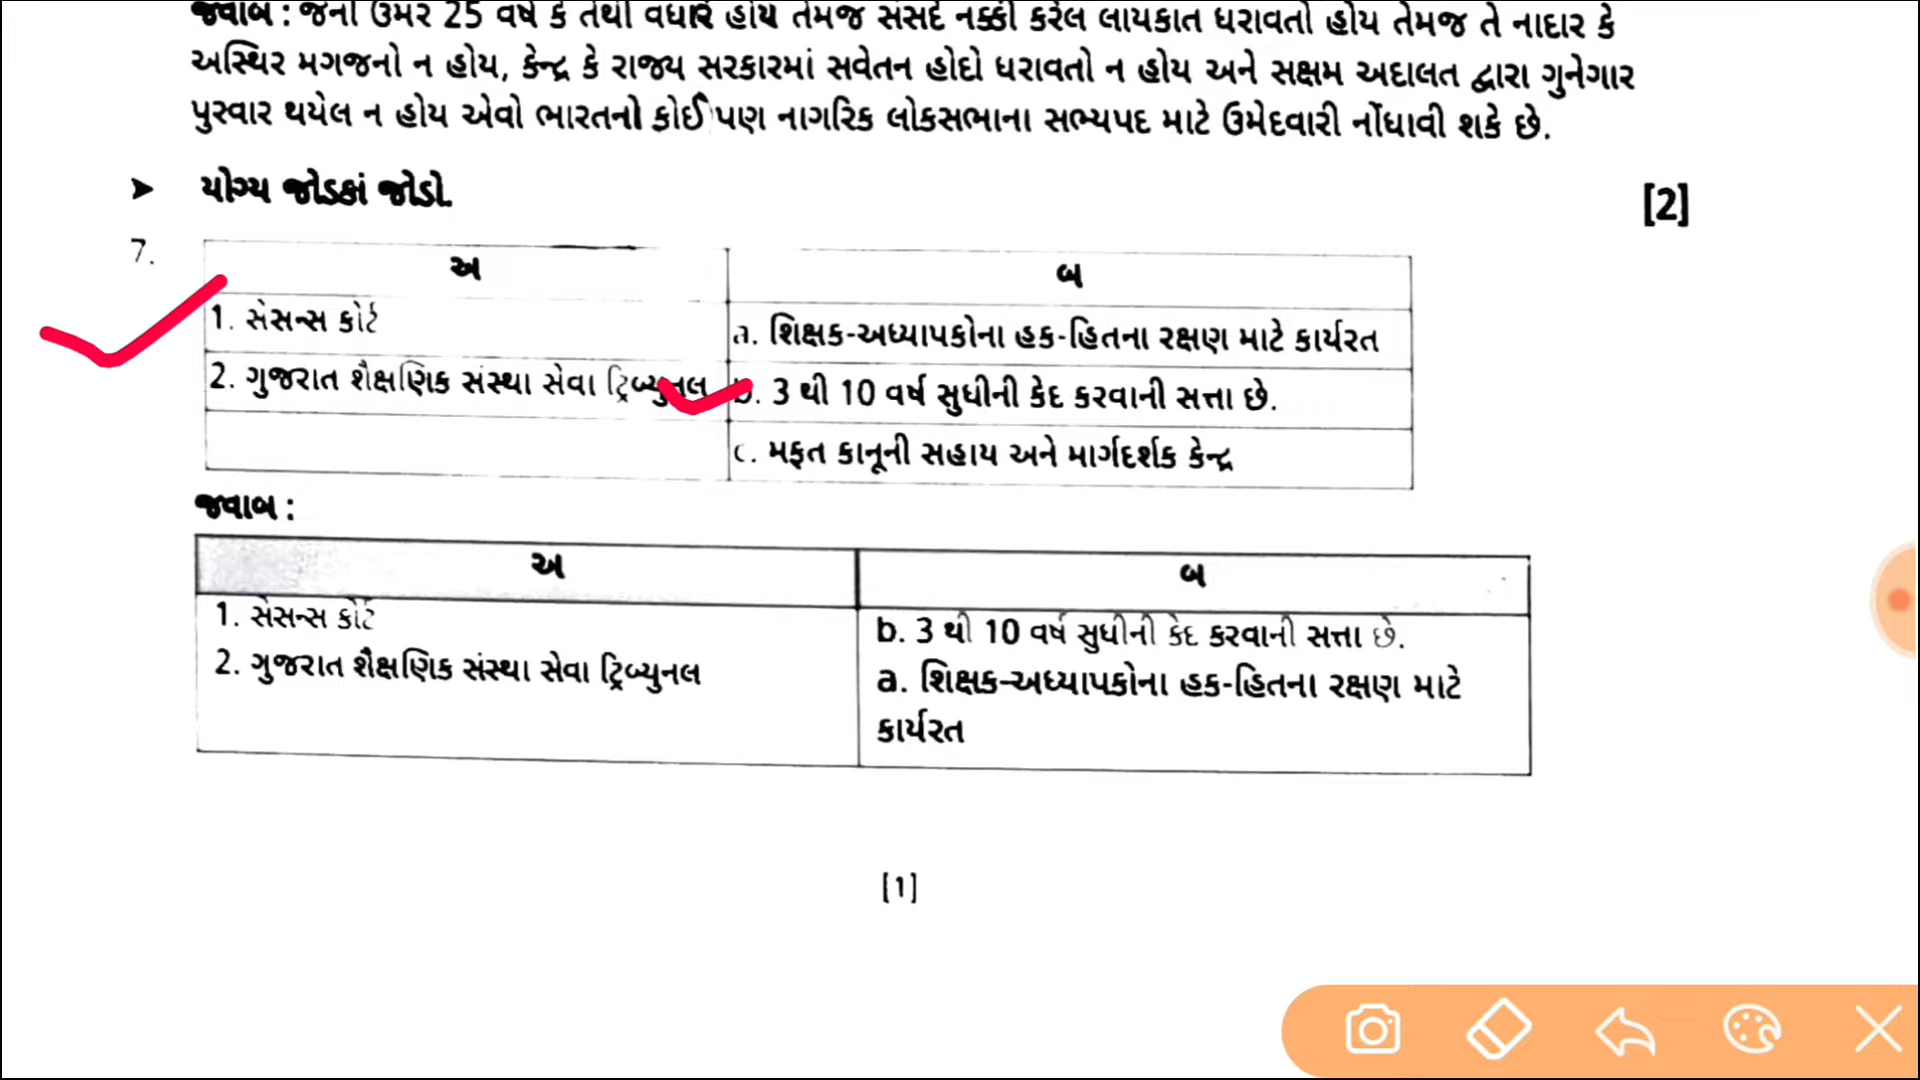 જવાબ : જેની ઉંમર 25 વર્ષ કે તેથી વધારે હોય તેમજ સંસદે નક્કી કરેલ લાયકાત ધરાવતો હોય તેમજ તે નાદાર કે
અસ્થિર મગજનો ન હોય, કેન્દ્ર કે રાજ્ય સરકારમાં સવેતન હોદ્દો ધરાવતો ન હોય અને સક્ષમ અદાલત દ્વારા ગુનેગાર
પુરવાર થયેલ ન હોય એવો ભારતનો કોઈ પણ નાગરિક લોકસભાના સભ્યપદ માટે ઉમેદવારી નોંધાવી શકે છે.
➤ યોગ્ય જોડકાં જોડો. [2]
7.
અ બ
1. સેસન્સ કોર્ટ a. શિક્ષક-અધ્યાપકોના હક-હિતના રક્ષણ માટે કાર્યરત
2. ગુજરાત શૈક્ષણિક સંસ્થા સેવા ટ્રિબ્યુનલ b. 3 થી 10 વર્ષ સુધીની કેદ કરવાની સત્તા છે.
c. મફત કાનૂની સહાય અને માર્ગદર્શક કેન્દ્ર
જવાબ :
અ બ
1. સેસન્સ કોર્ટ b. 3 થી 10 વર્ષ સુધીની કેદ કરવાની સત્તા છે.
2. ગુજરાત શૈક્ષણિક સંસ્થા સેવા ટ્રિબ્યુનલ a. શિક્ષક-અધ્યાપકોના હક-હિતના રક્ષણ માટે
કાર્યરત
[1]